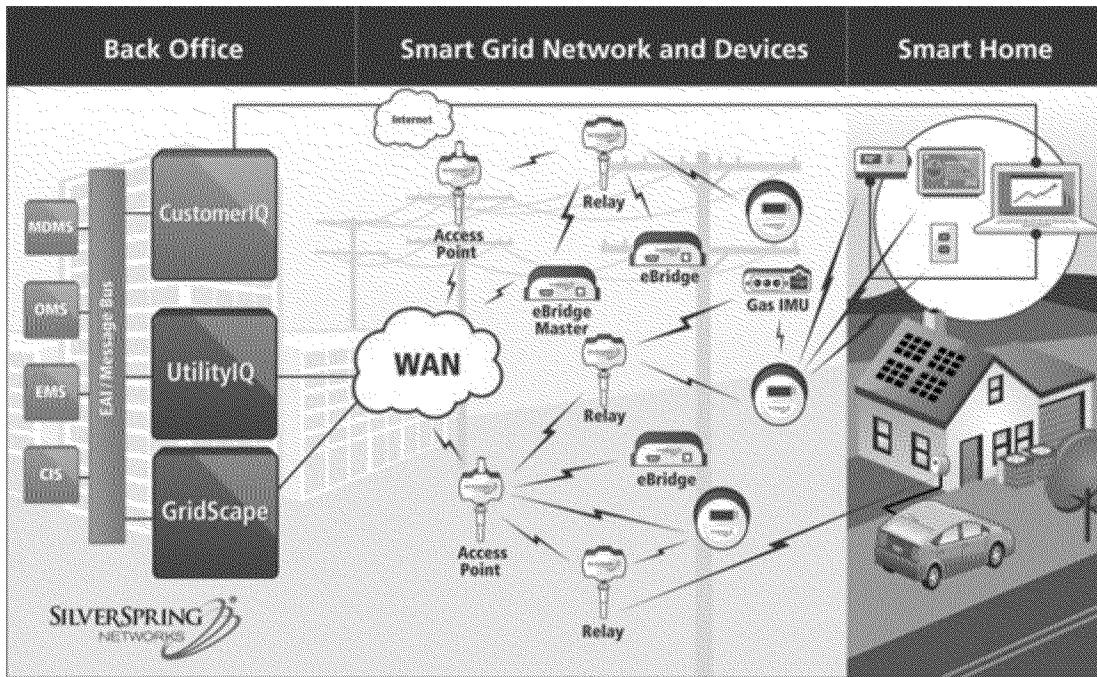 Back Office
Smart Grid Network and Devices
Smart Home
Internet
CustomerIQ
MDMS
OMS
EMS
CIS
EAI / Message Bus
UtilityIQ
GridScape
Access
Point
Relay
eBridge
eBridge
Master
Gas IMU
WAN
Relay
eBridge
Access
Point
Relay
SILVERSPRING®
NETWORKS